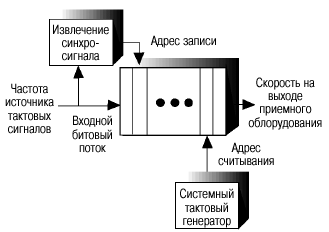 Извлечение
синхро-
сигнала
Адрес записи
Частота
источника
тактовых
сигналов
Входной
битовый
поток
Скорость на
выходе
приемного
облорудования
Адрес
считывания
Системный
тактовый
генератор